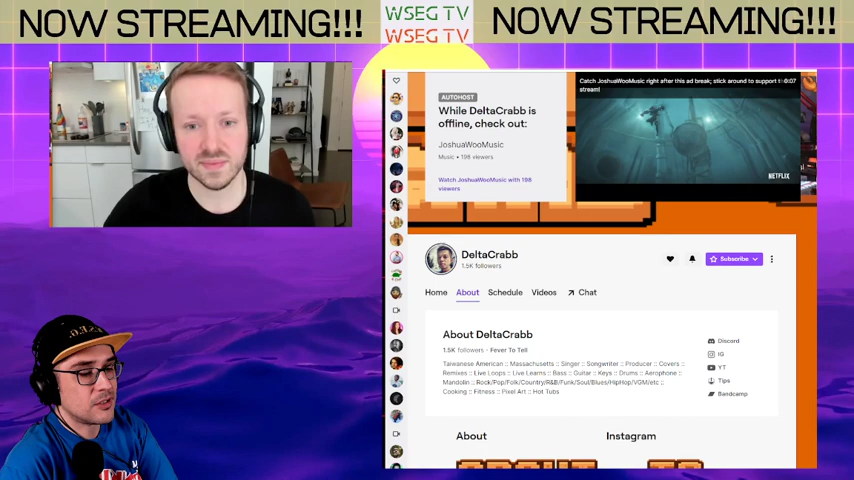 NOW STREAMING!!!
WSEG TV
WSEG TV
NOW STREAMING!!!
AUTOHOST
While DeltaCrabb is
offline, check out:
JoshuaWooMusic
Music • 198 viewers
Watch JoshuaWooMusic with 198
viewers
Catch JoshuaWooMusic right after this ad break; stick around to support the
stream!
0:07
NETFLIX
DeltaCrabb
1.5K followers
Subscribe
Home About Schedule Videos Chat
About DeltaCrabb
1.5K followers · Fever To Tell
Taiwanese American :: Massachusetts :: Singer :: Songwriter :: Producer :: Covers ::
Remixes :: Live Loops :: Live Learns :: Bass :: Guitar :: Keys :: Drums :: Aerophone ::
Mandolin :: Rock/Pop/Folk/Country/R&B/Funk/Soul/Blues/HipHop/VGM/etc ::
Cooking :: Fitness :: Pixel Art :: Hot Tubs
Discord
IG
YT
Tips
Bandcamp
About
Instagram
W.S.E.G.